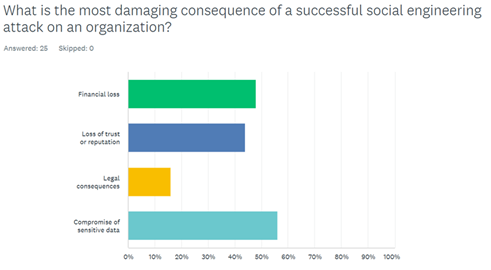 What is the most damaging consequence of a successful social engineering
attack on an organization?
Answered: 25 Skipped: 0
Financial loss
Loss of trust
or reputation
Legal
consequences
Compromise of
sensitive data
0% 10% 20% 30% 40% 50% 60% 70% 80% 90% 100%